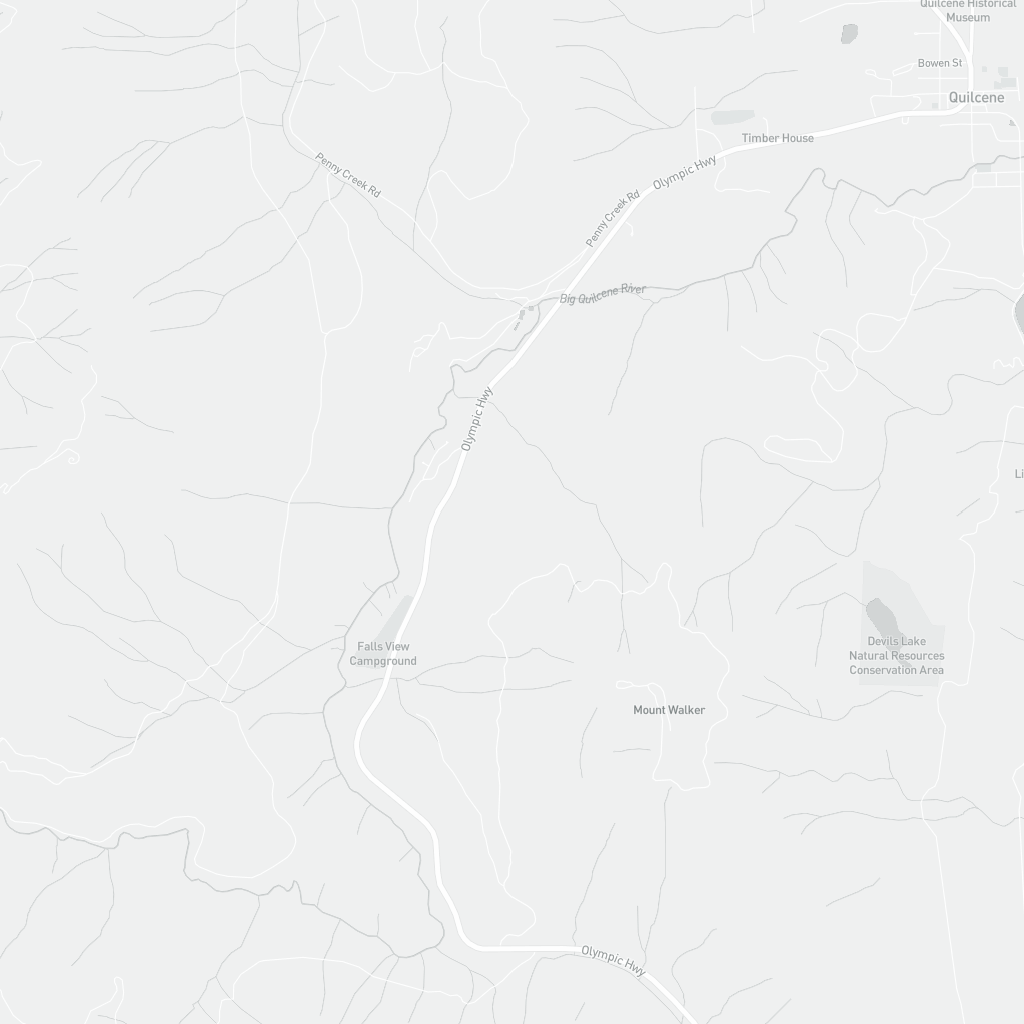 Quilcene Historical
Museum
Bowen St
Quilcene
Timber House
Olympic Hwy
Penny Creek Rd
Penny Creek Rd
Big Quilcene River
Olympic Hwy
Li
Falls View
Campground
Devils Lake
Natural Resources
Conservation Area
Mount Walker
Olympic Hwy